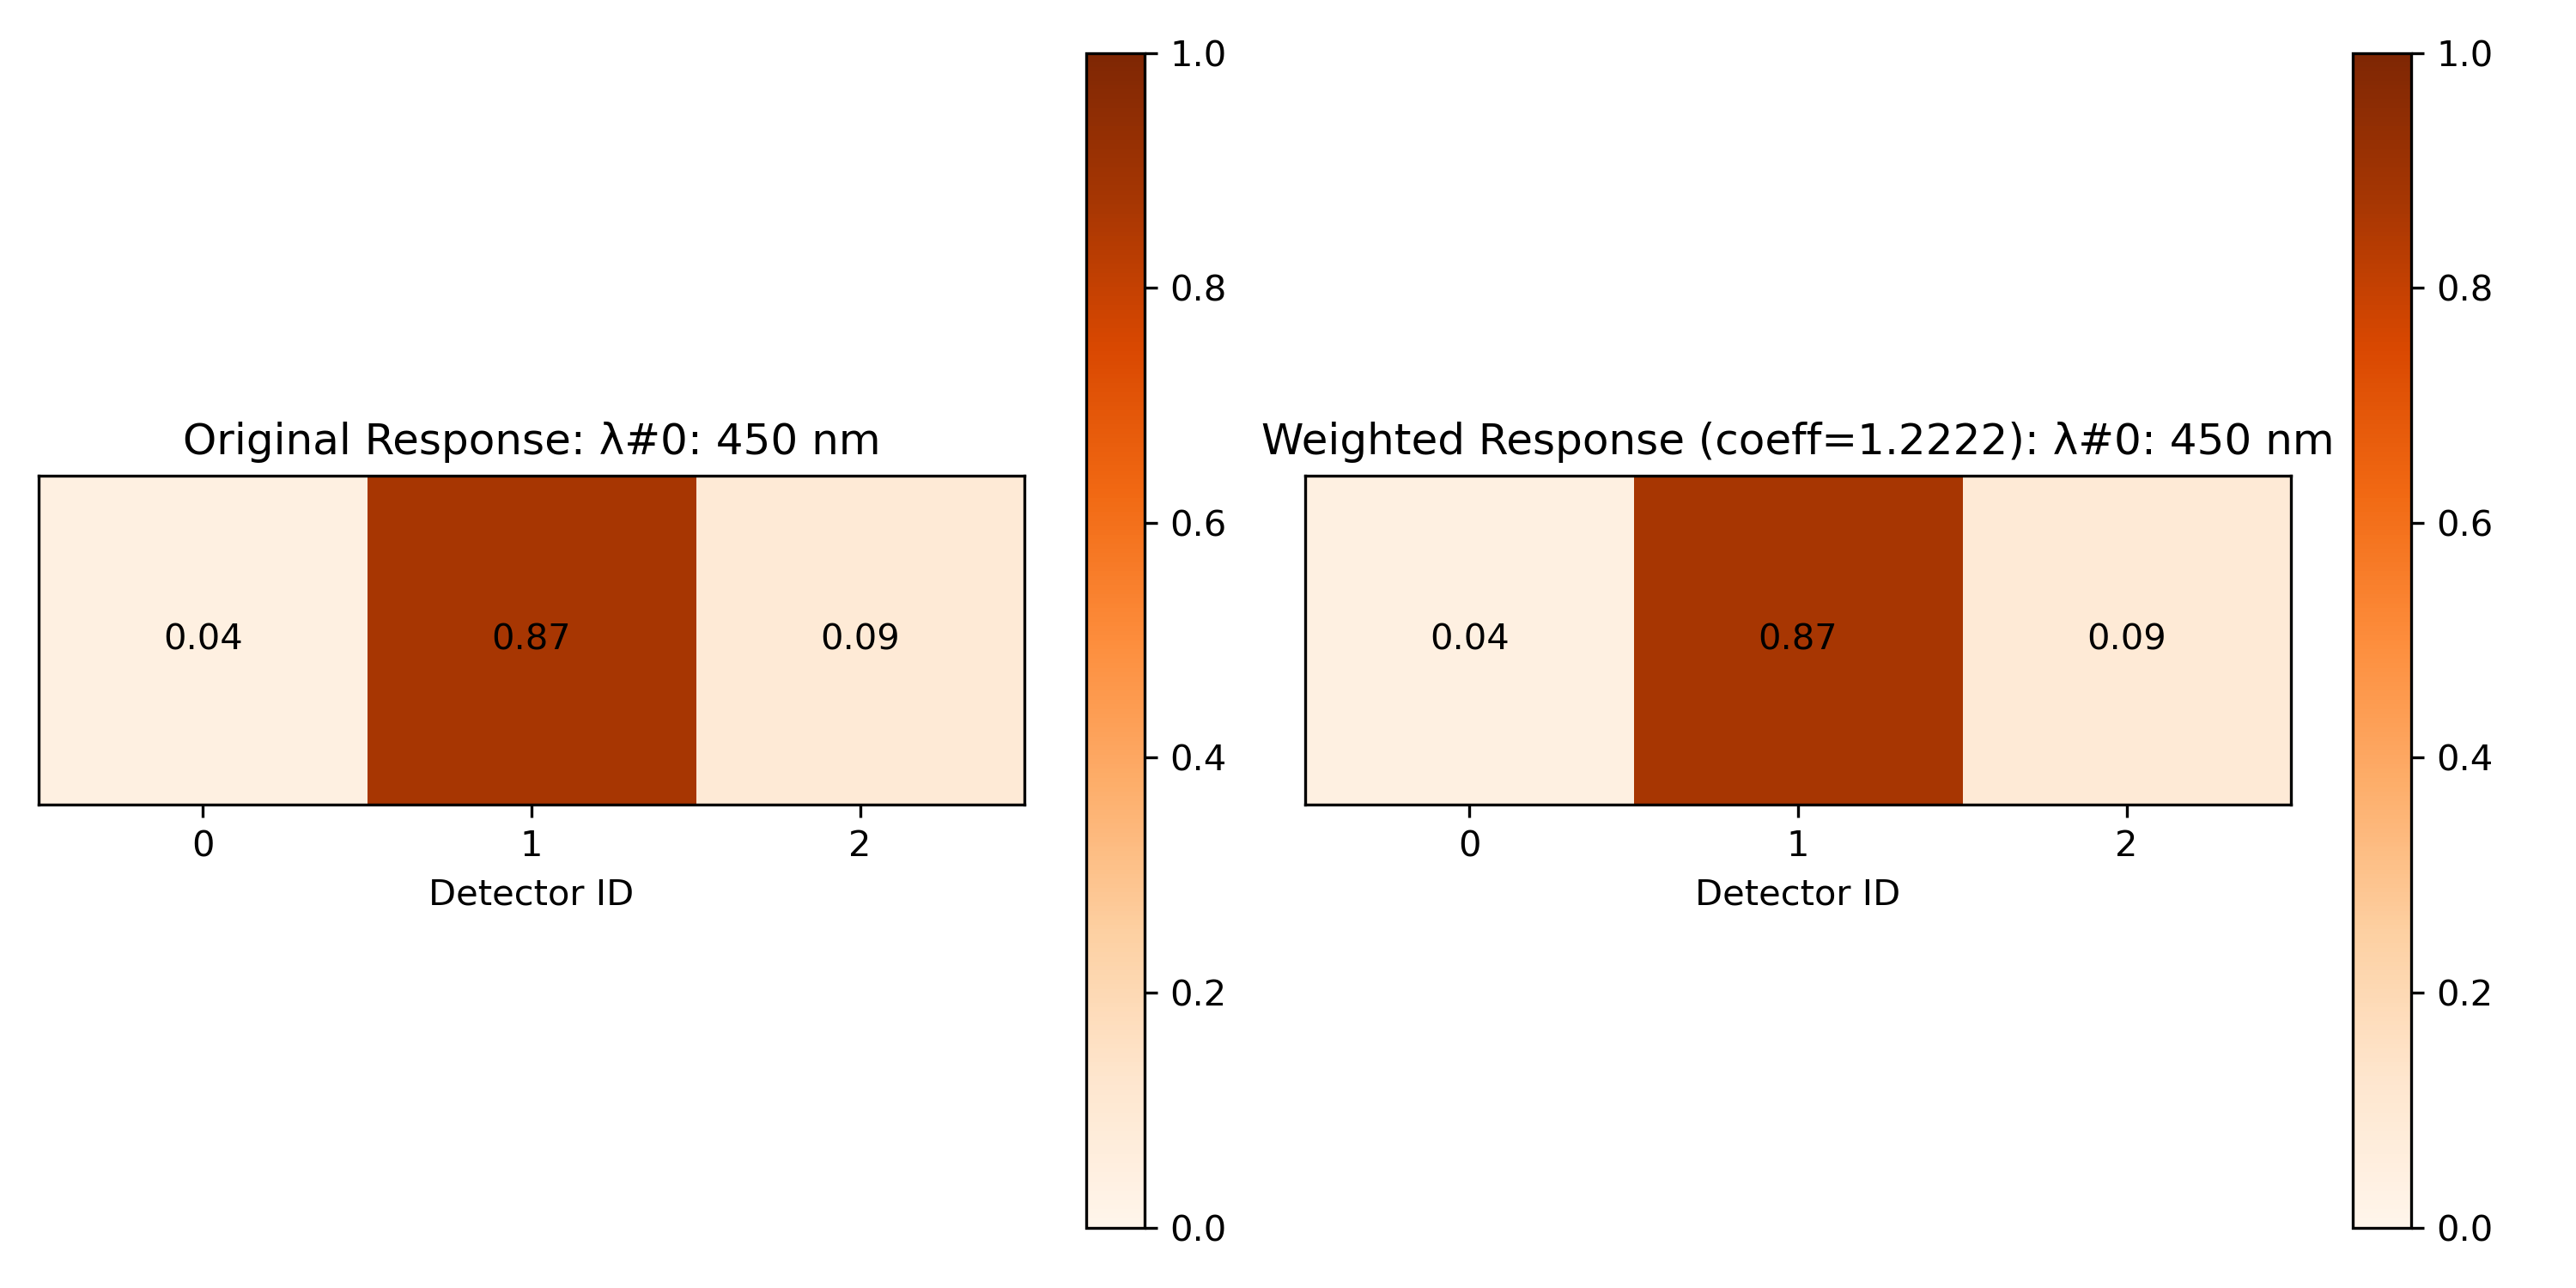 Original Response: λ#0: 450 nm
0.04 0.87 0.09
0 1 2
Detector ID
1.0
0.8
0.6
0.4
0.2
0.0
Weighted Response (coeff=1.2222): λ#0: 450 nm
0.04 0.87 0.09
0 1 2
Detector ID
1.0
0.8
0.6
0.4
0.2
0.0